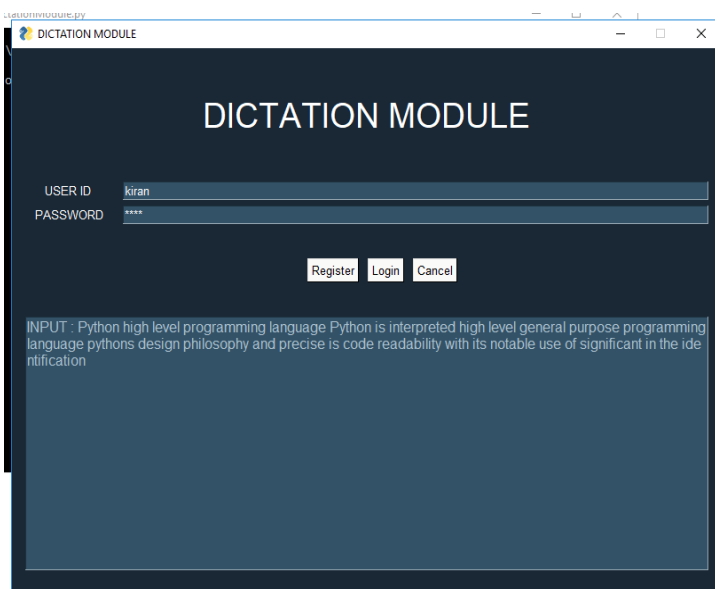 ctationModule.py
DICTATION MODULE
DICTATION MODULE
USER ID kiran
PASSWORD ****
Register Login Cancel
INPUT : Python high level programming language Python is interpreted high level general purpose programming
language pythons design philosophy and precise is code readability with its notable use of significant in the ide
ntification